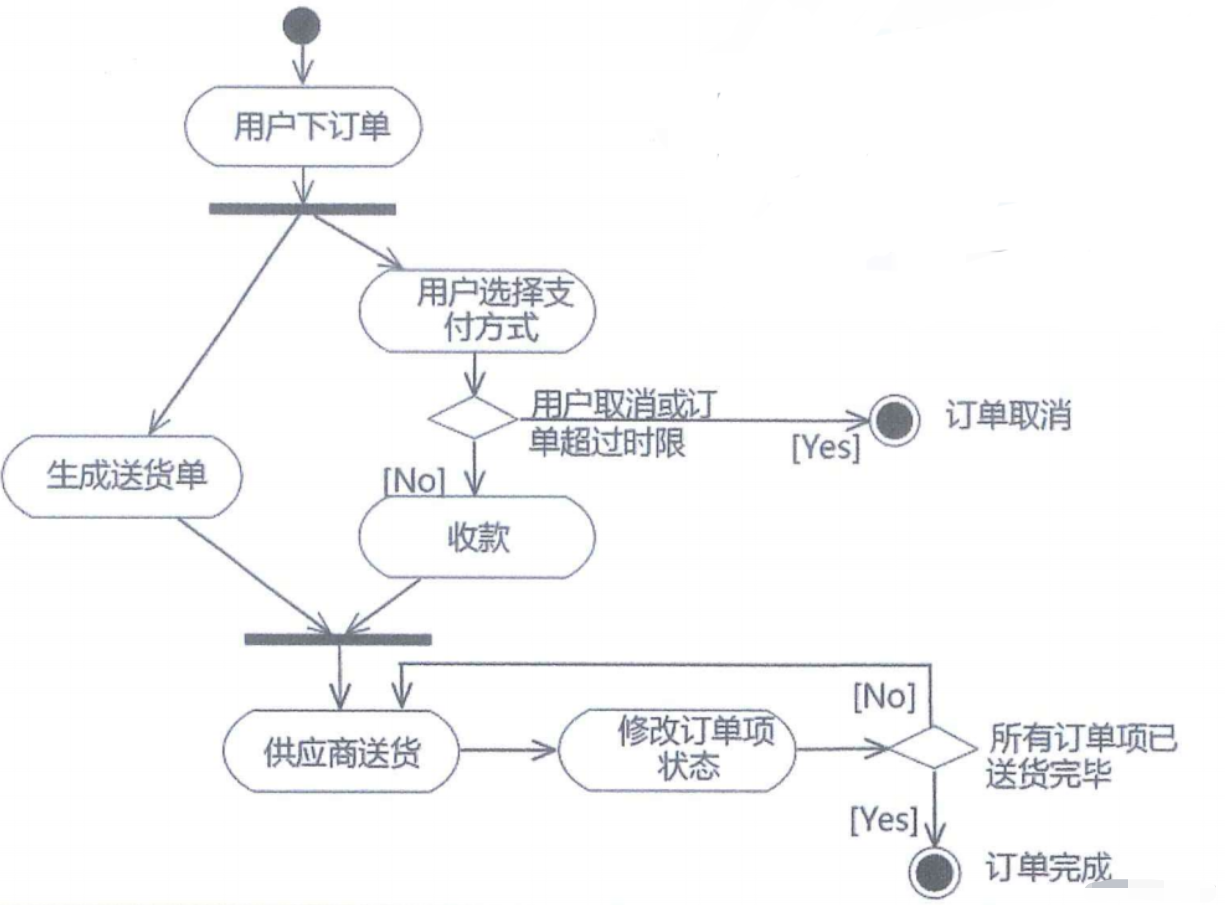 用户下订单
用户选择支
付方式
用户取消或订
单超过时限
[Yes]
订单取消
生成送货单
[No]
收款
[No]
供应商送货
修改订单项
状态
所有订单项已
送货完毕
[Yes]
订单完成